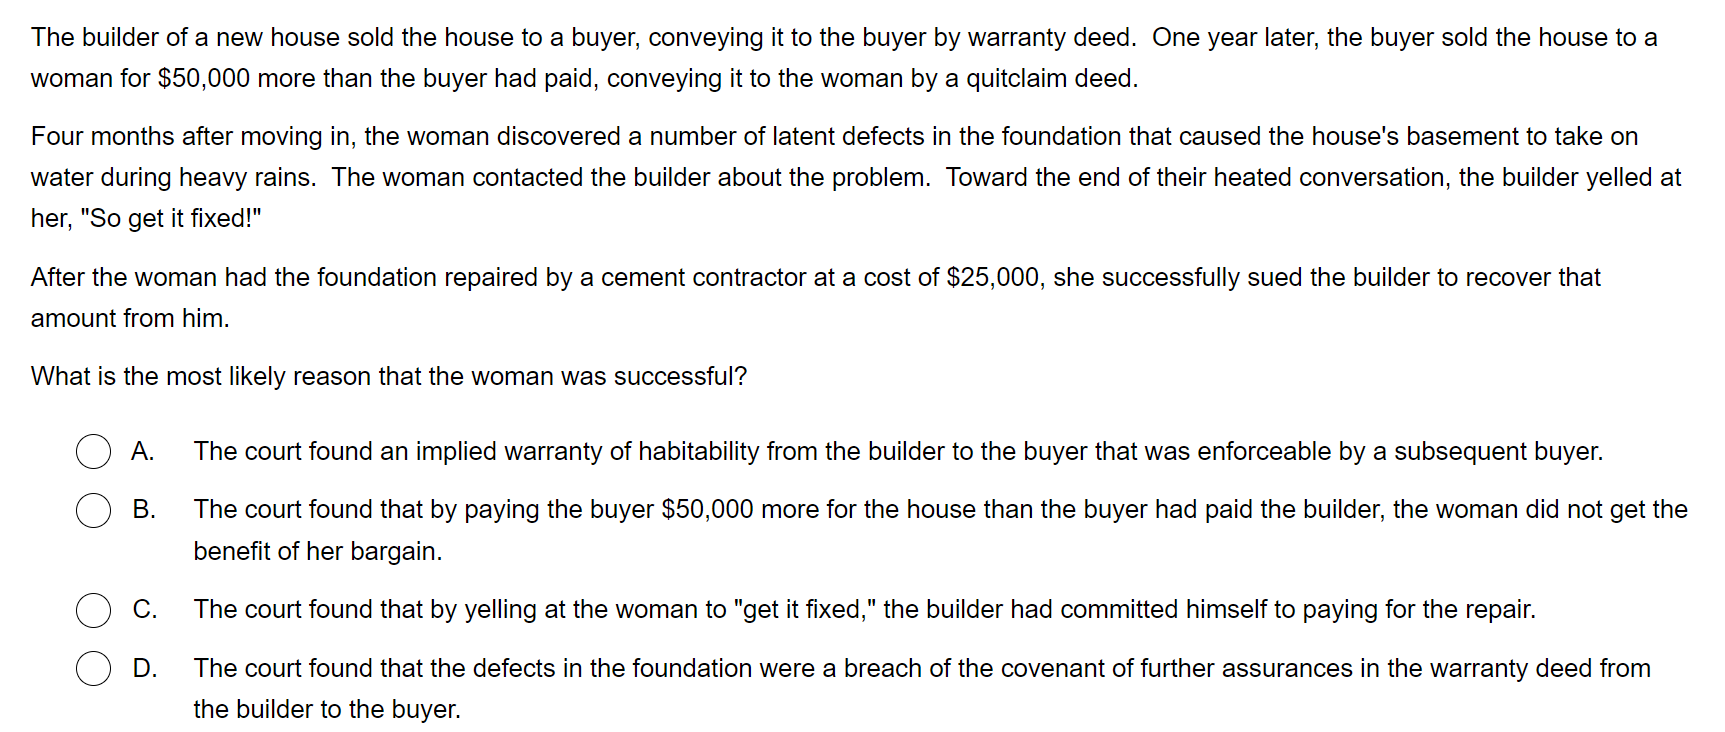 The builder of a new house sold the house to a buyer, conveying it to the buyer by warranty deed.  One year later, the buyer sold the house to a
woman for $50,000 more than the buyer had paid, conveying it to the woman by a quitclaim deed.
Four months after moving in, the woman discovered a number of latent defects in the foundation that caused the house's basement to take on
water during heavy rains.  The woman contacted the builder about the problem.  Toward the end of their heated conversation, the builder yelled at
her, "So get it fixed!"
After the woman had the foundation repaired by a cement contractor at a cost of $25,000, she successfully sued the builder to recover that
amount from him.
What is the most likely reason that the woman was successful?
A. The court found an implied warranty of habitability from the builder to the buyer that was enforceable by a subsequent buyer.
B. The court found that by paying the buyer $50,000 more for the house than the buyer had paid the builder, the woman did not get the
benefit of her bargain.
C. The court found that by yelling at the woman to "get it fixed," the builder had committed himself to paying for the repair.
D. The court found that the defects in the foundation were a breach of the covenant of further assurances in the warranty deed from
the builder to the buyer.